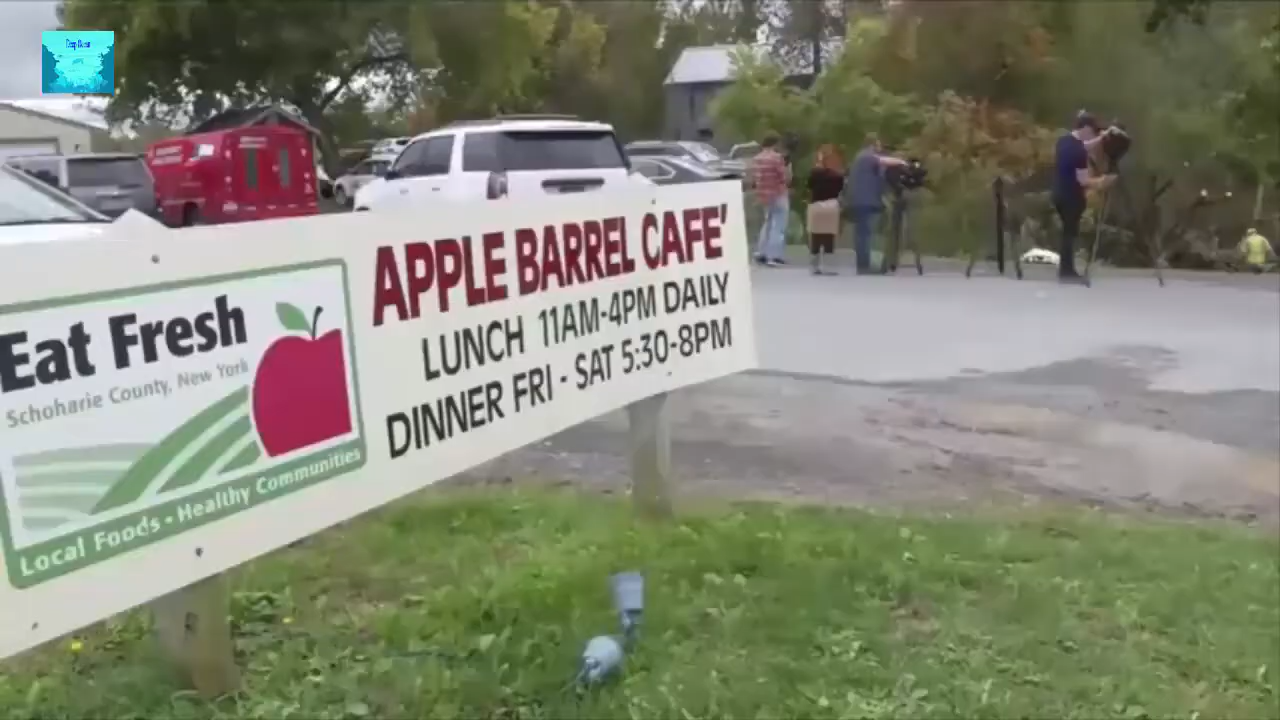 Eat Fresh
Schoharie County, New York
Local Foods • Healthy Communities
APPLE BARREL CAFE'
LUNCH 11AM-4PM DAILY
DINNER FRI - SAT 5:30-8PM